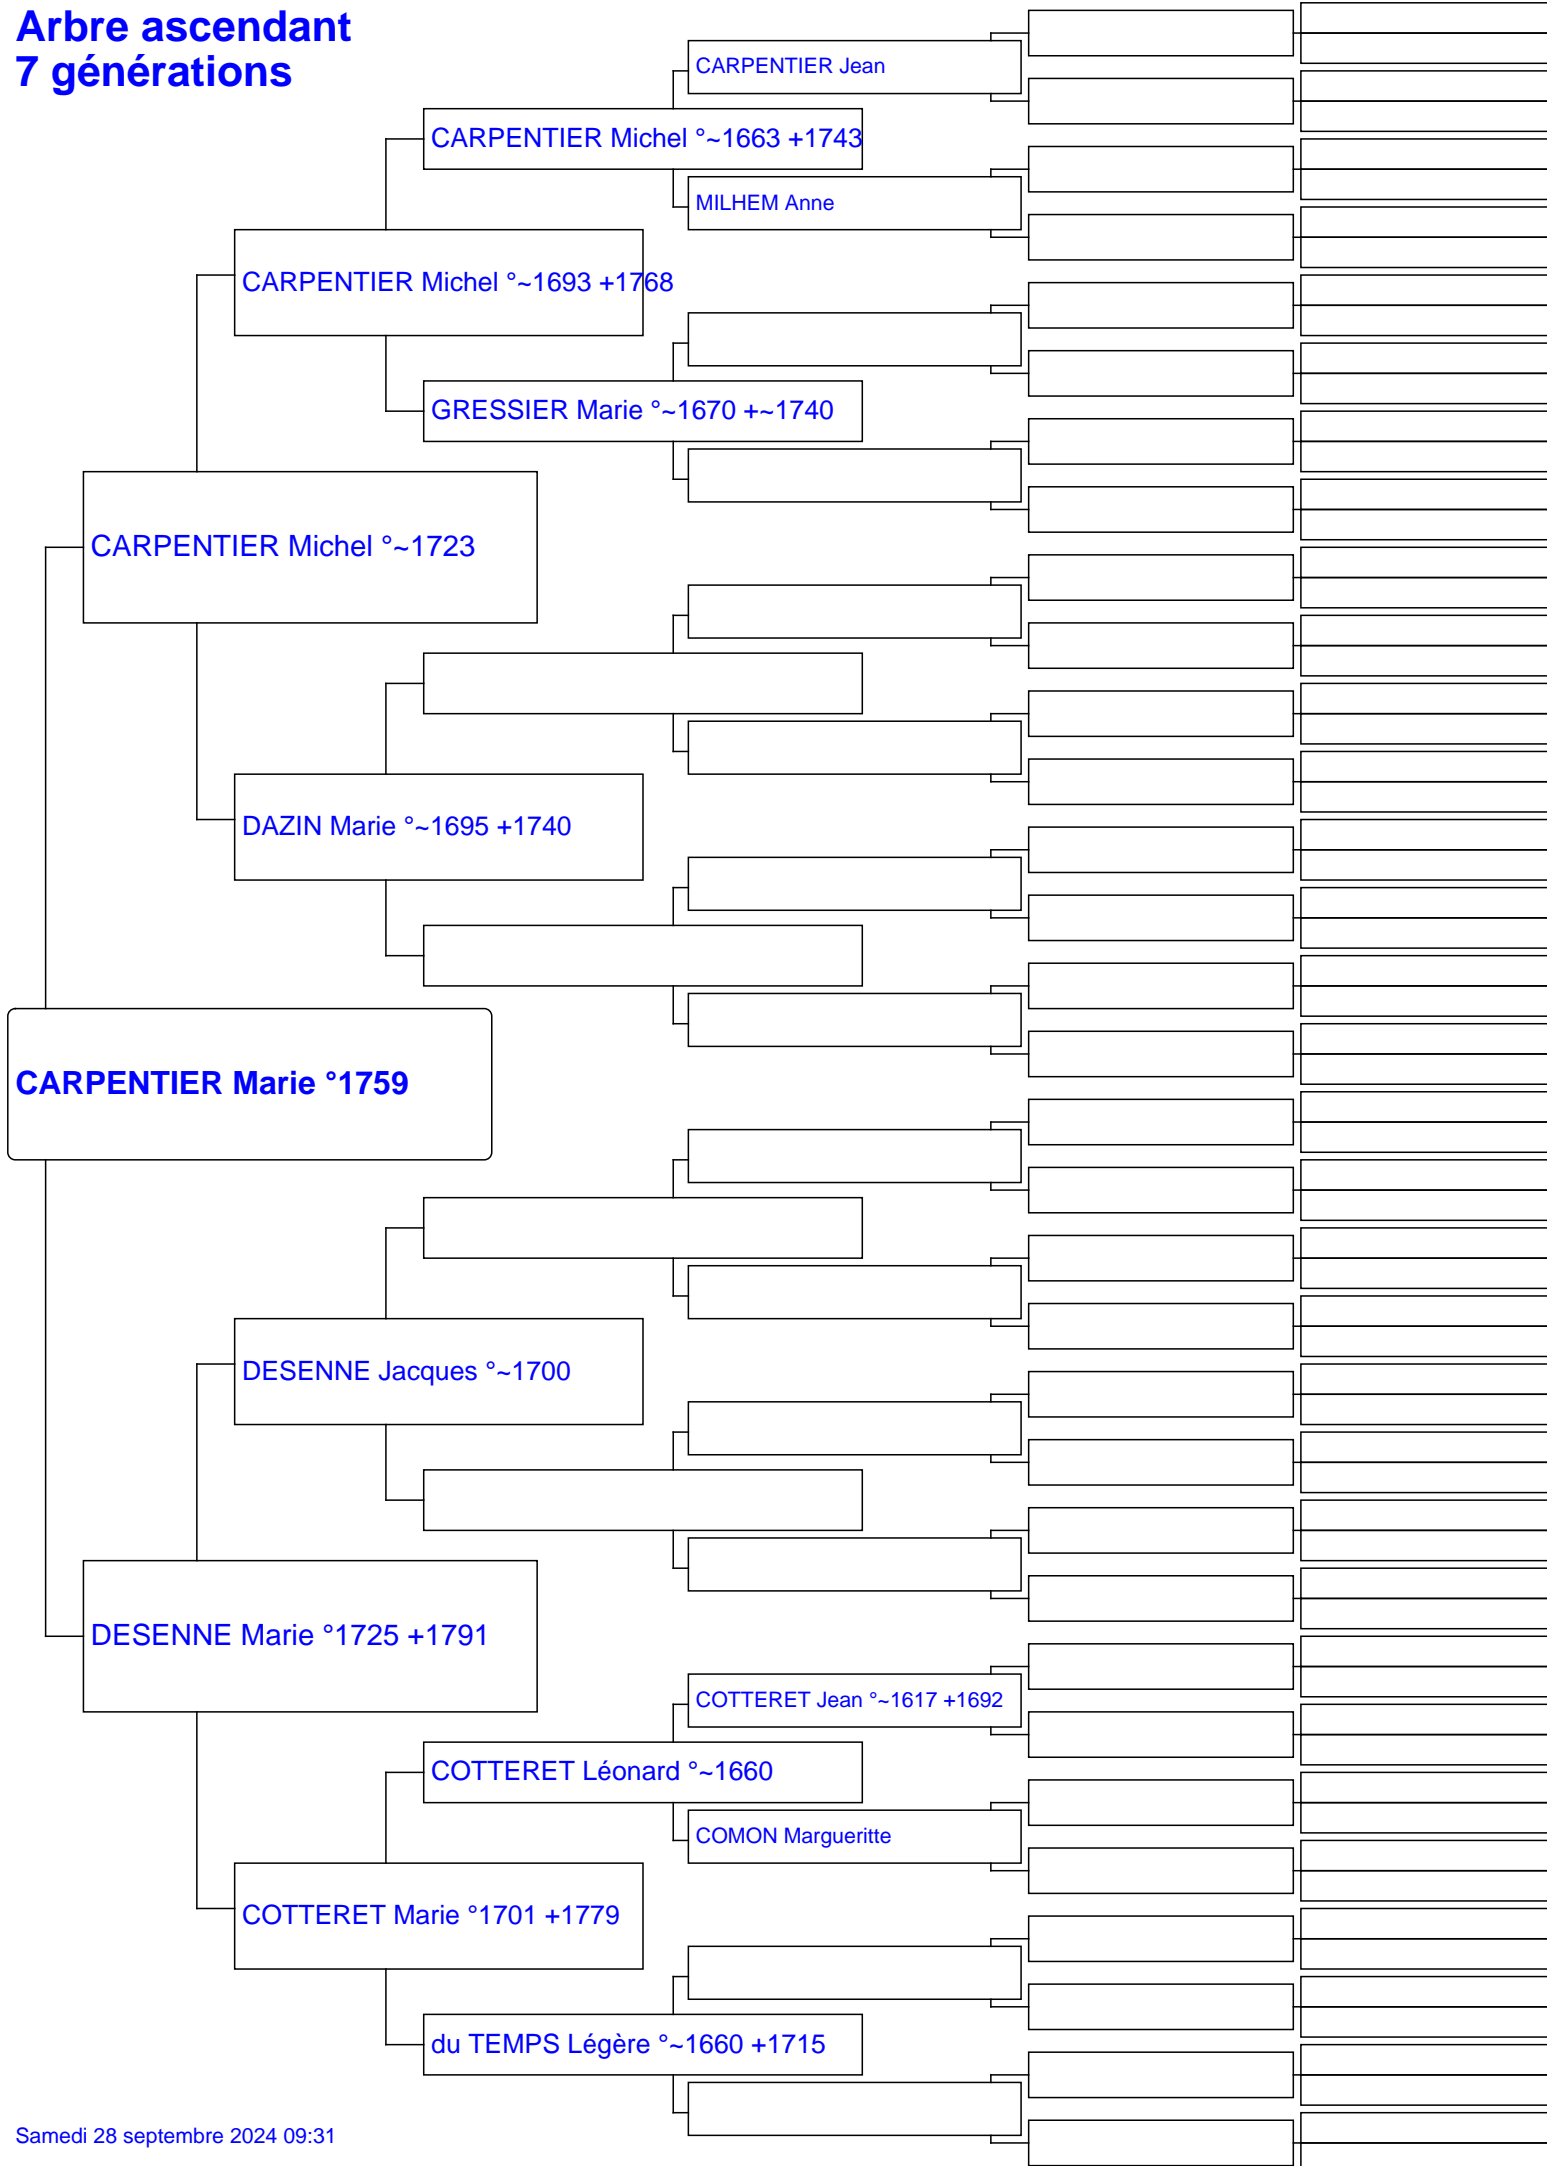 Arbre ascendant
7 générations
CARPENTIER Jean
CARPENTIER Michel °~1663 +1743
MILHEM Anne
CARPENTIER Michel °~1693 +1768
GRESSIER Marie °~1670 +~1740
CARPENTIER Michel °~1723
DAZIN Marie °~1695 +1740
CARPENTIER Marie °1759
DESENNE Jacques °~1700
DESENNE Marie °1725 +1791
COTTERET Jean °~1617 +1692
COTTERET Léonard °~1660
COMON Margueritte
COTTERET Marie °1701 +1779
du TEMPS Légère °~1660 +1715
Samedi 28 septembre 2024 09:31